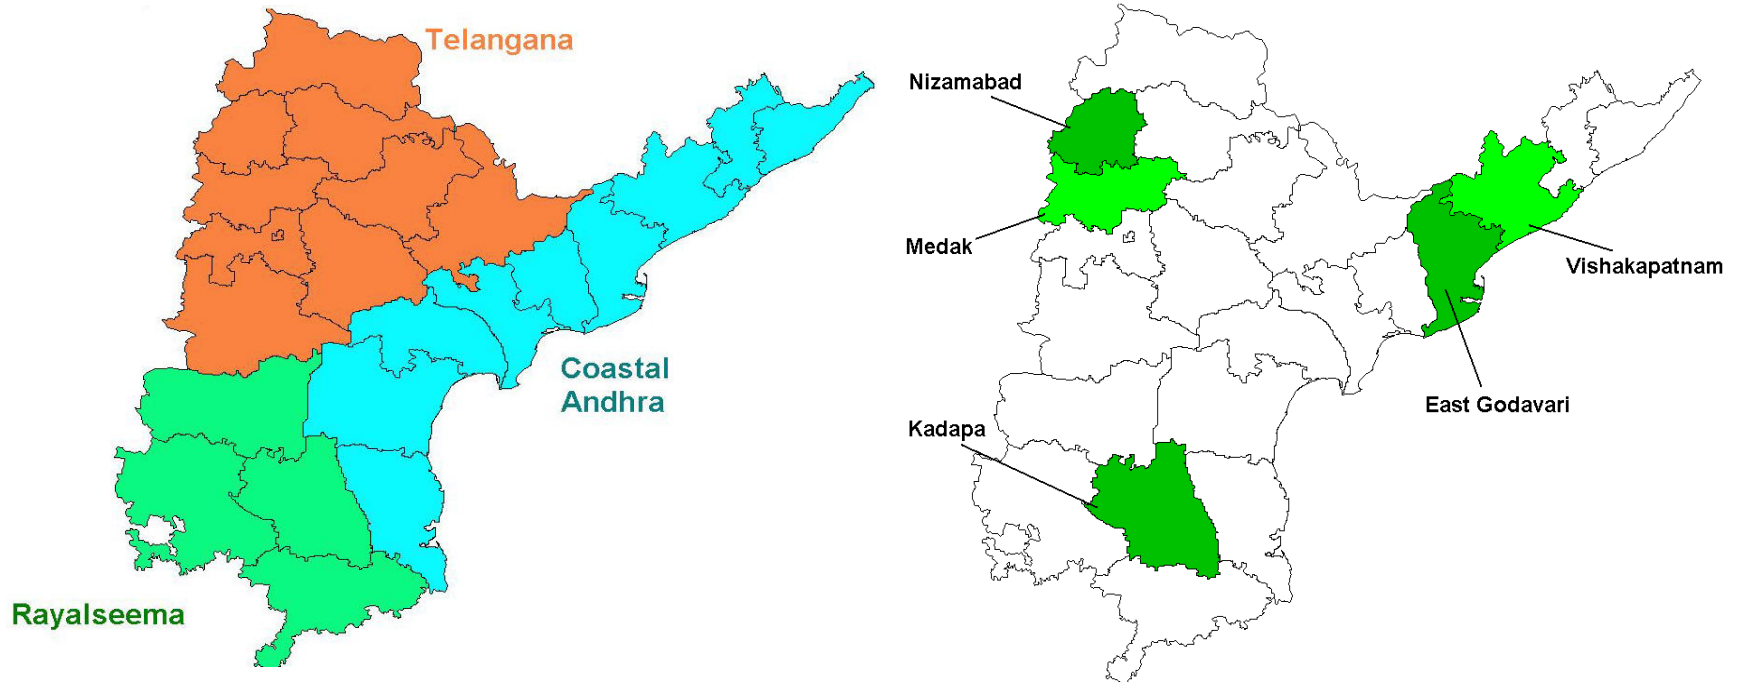 Telangana
Coastal
Andhra
Rayalseema
Nizamabad
Medak
Vishakapatnam
East Godavari
Kadapa